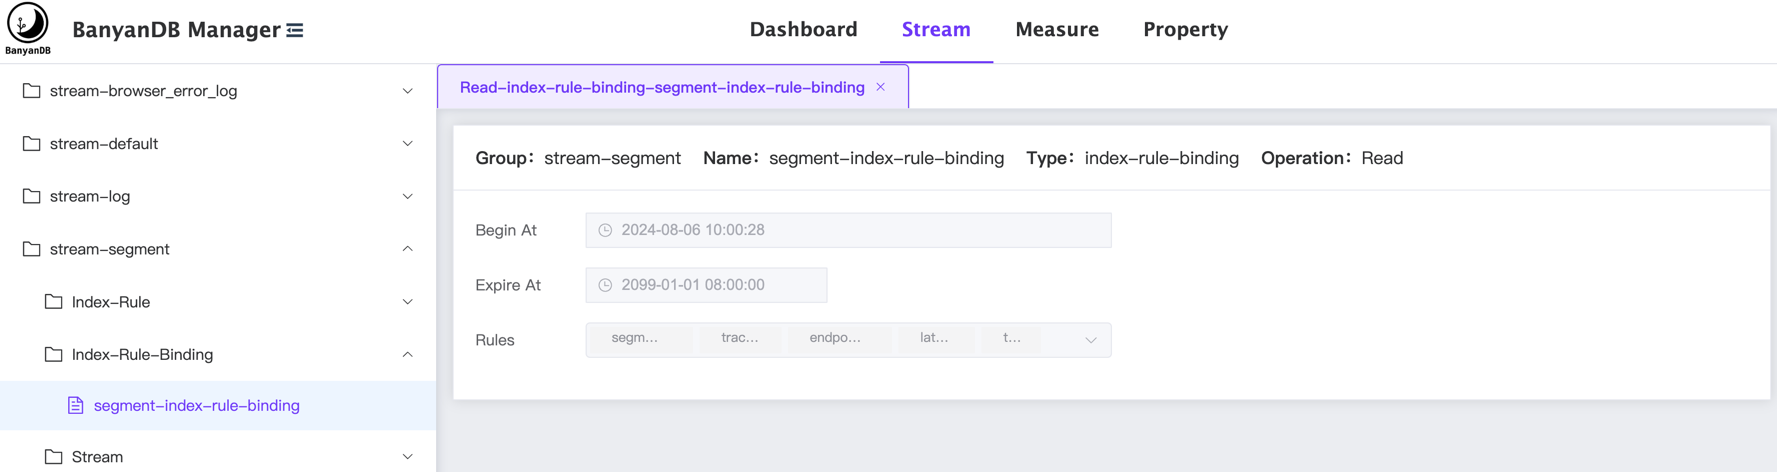 BanyanDB
BanyanDB Manager
Dashboard Stream Measure Property
stream-browser_error_log
stream-default
stream-log
stream-segment
Index-Rule
Index-Rule-Binding
segment-index-rule-binding
Stream
Read-index-rule-binding-segment-index-rule-binding ×
Group： stream-segment Name： segment-index-rule-binding Type： index-rule-binding Operation： Read
Begin At 2024-08-06 10:00:28
Expire At 2099-01-01 08:00:00
Rules segm... trac... endpo... lat... t...